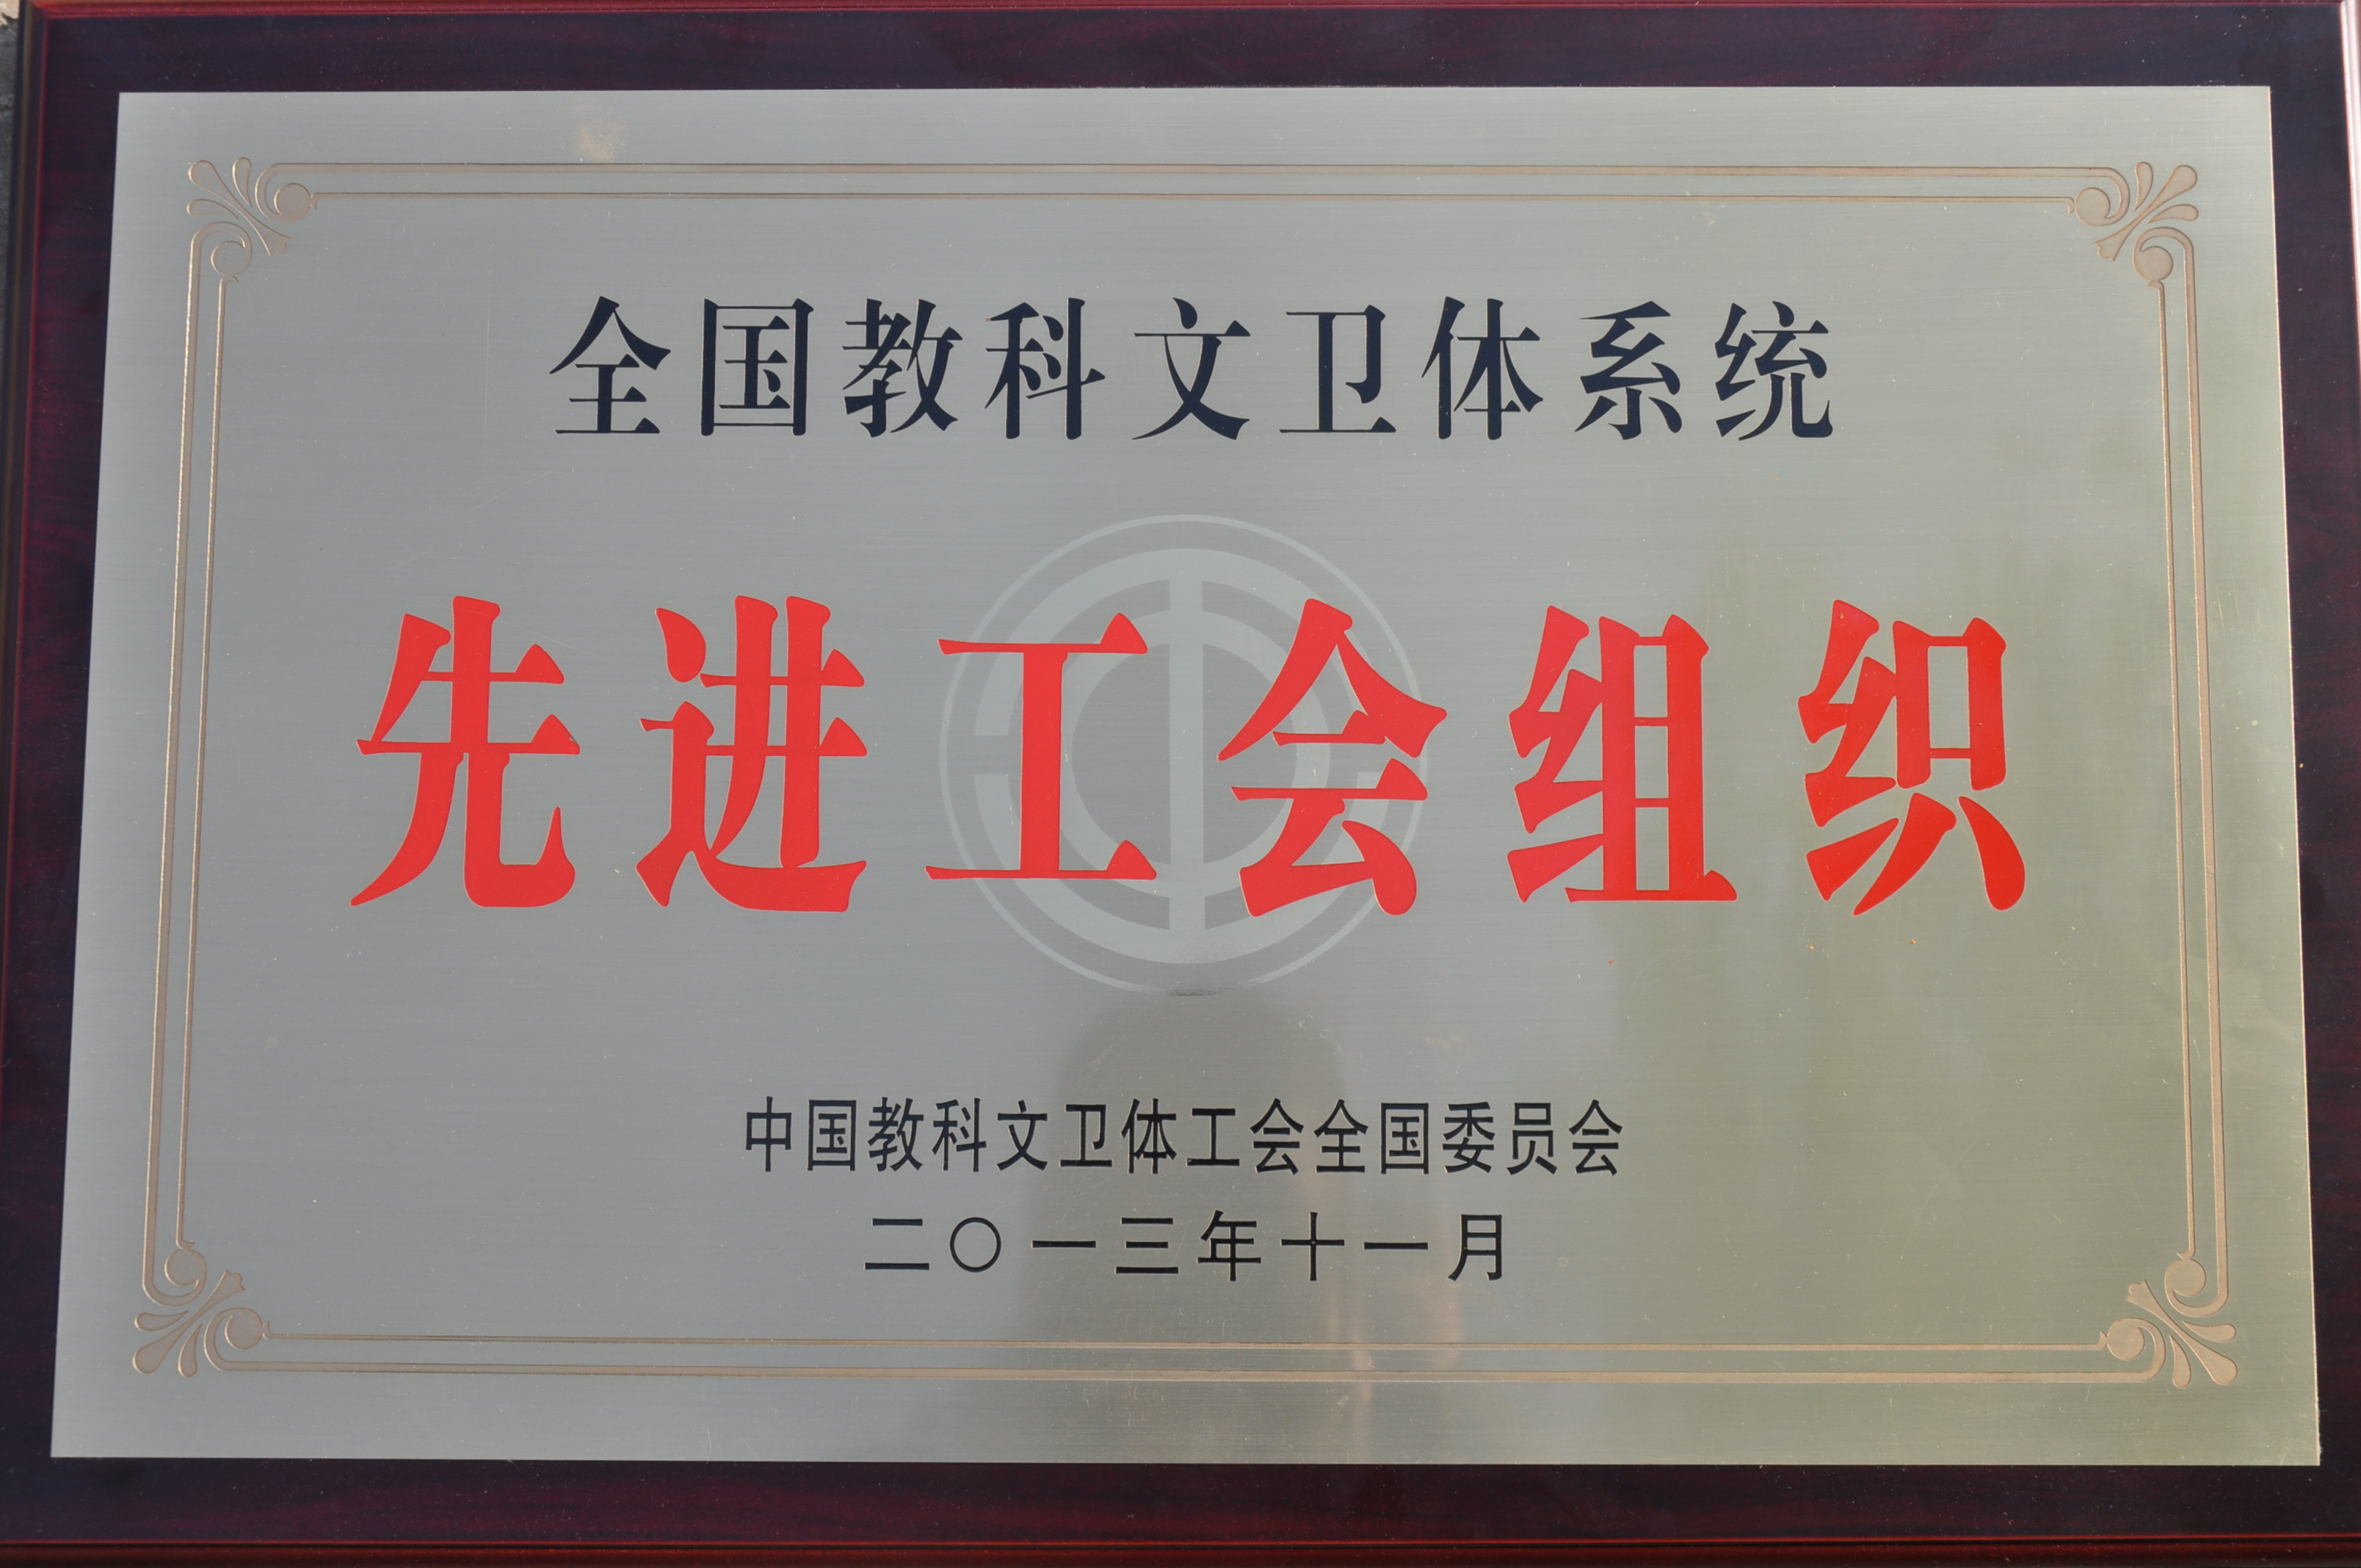 全国教科文卫体系统
先进工会组织
中国教科文卫体工会全国委员会
二〇一三年十一月